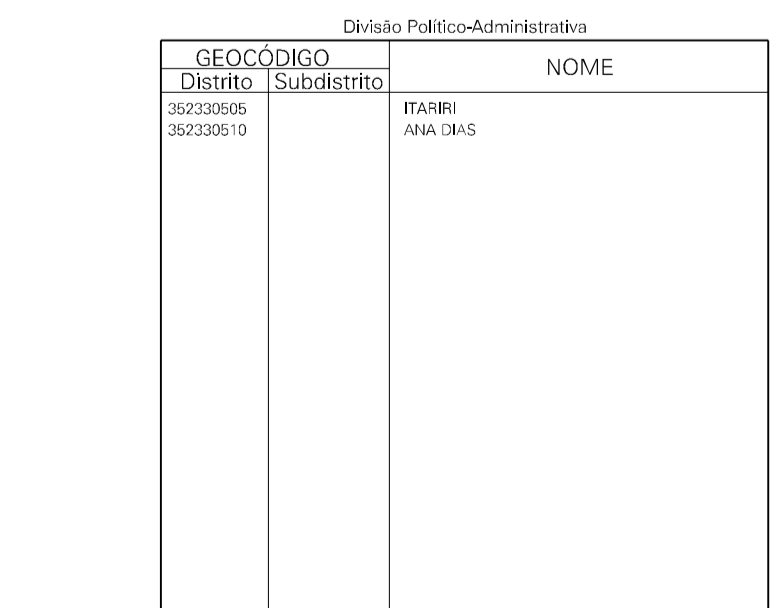 Divisão Político-Administrativa
GEOCÓDIGO
NOME
Distrito Subdistrito
352330505 ITARIRI
352330510 ANA DIAS